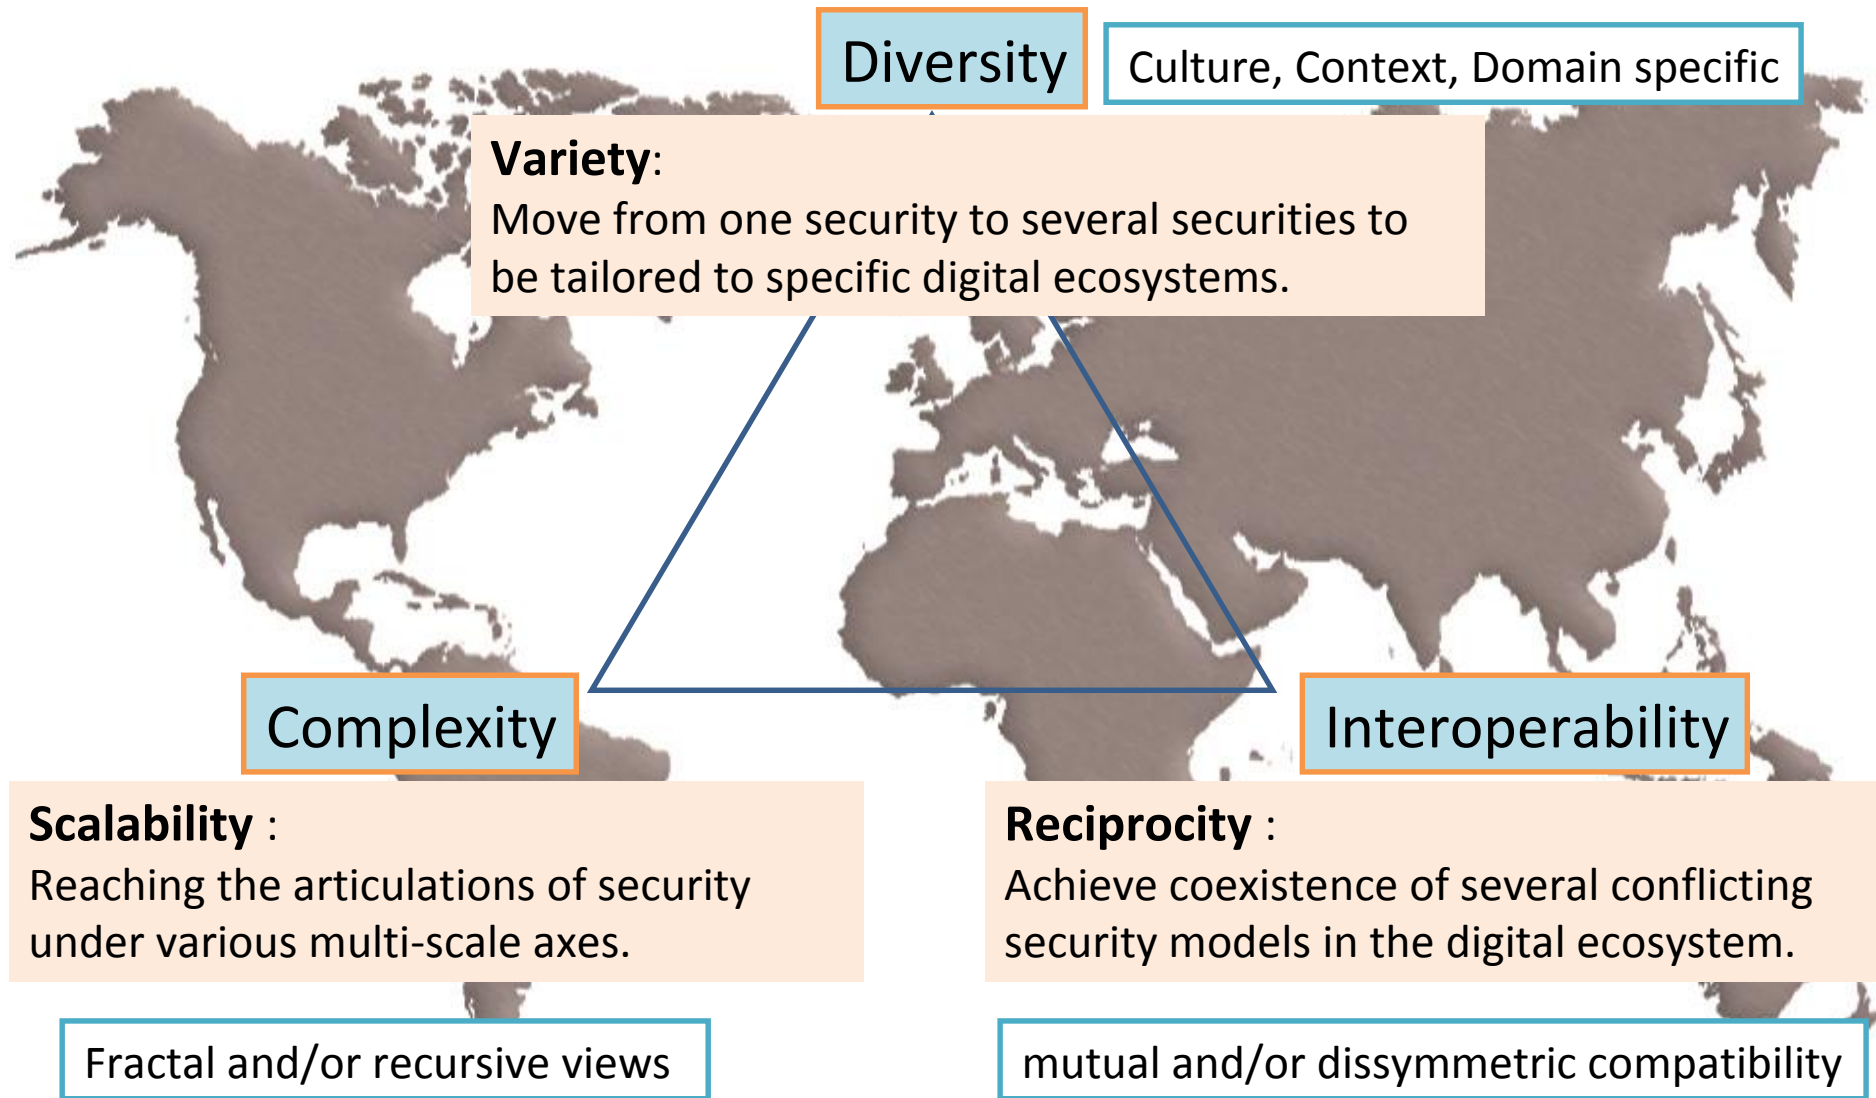 Diversity
Culture, Context, Domain specific
Variety:
Move from one security to several securities to
be tailored to specific digital ecosystems.
Complexity
Scalability :
Reaching the articulations of security
under various multi-scale axes.
Fractal and/or recursive views
Interoperability
Reciprocity :
Achieve coexistence of several conflicting
security models in the digital ecosystem.
mutual and/or dissymmetric compatibility